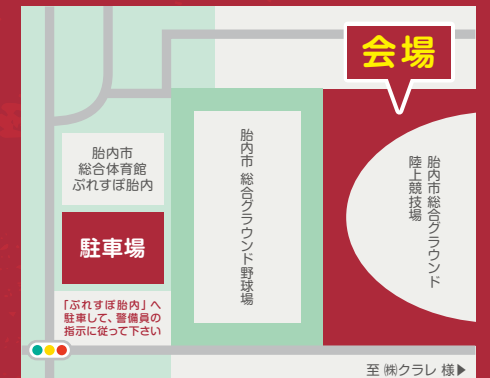 会場
胎内市
総合体育館
ぷれすぽ胎内
駐車場
「ぷれすぽ胎内」へ
駐車して、警備員の
指示に従って下さい
胎内市 総合グラウンド野球場
胎内市総合グラウンド
陸上競技場
至 ㈱クラレ 様▶